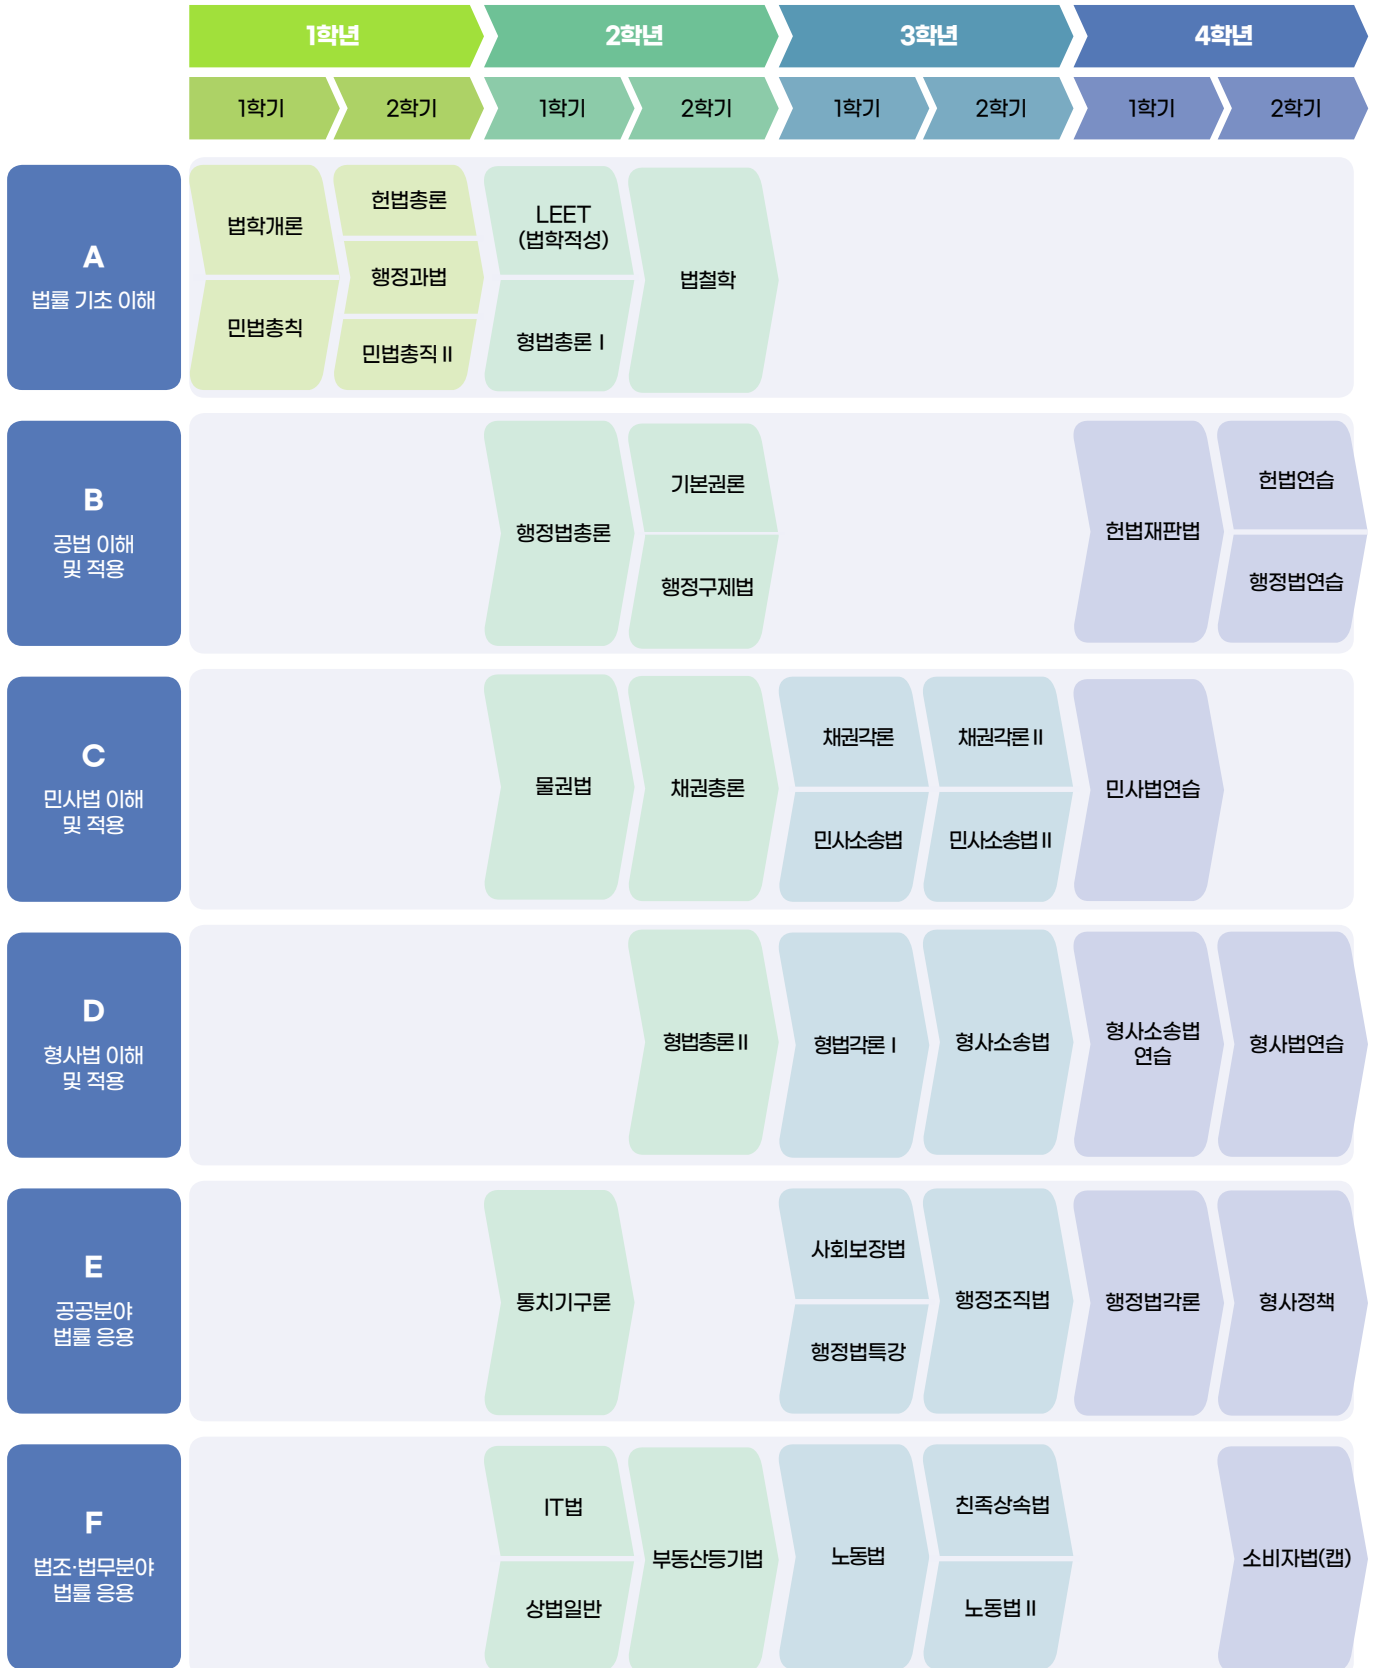 1학년
2학년
3학년
4학년
1학기
2학기
1학기
2학기
1학기
2학기
1학기
2학기
A
법률 기초 이해
법학개론
민법총칙
헌법총론
행정과법
민법총직 II
LEET
(법학적성)
형법총론 I
법철학
B
공법 이해
및 적용
행정법총론
기본권론
행정구제법
헌법재판법
헌법연습
행정법연습
C
민사법 이해
및 적용
물권법
채권총론
채권각론
민사소송법
채권각론 II
민사소송법 II
민사법연습
D
형사법 이해
및 적용
형법총론 II
형법각론 I
형사소송법
형사소송법
연습
형사법연습
E
공공분야
법률 응용
통치기구론
사회보장법
행정법특강
행정조직법
행정법각론
형사정책
F
법조·법무분야
법률 응용
IT법
상법일반
부동산등기법
노동법
친족상속법
노동법 II
소비자법(캡)